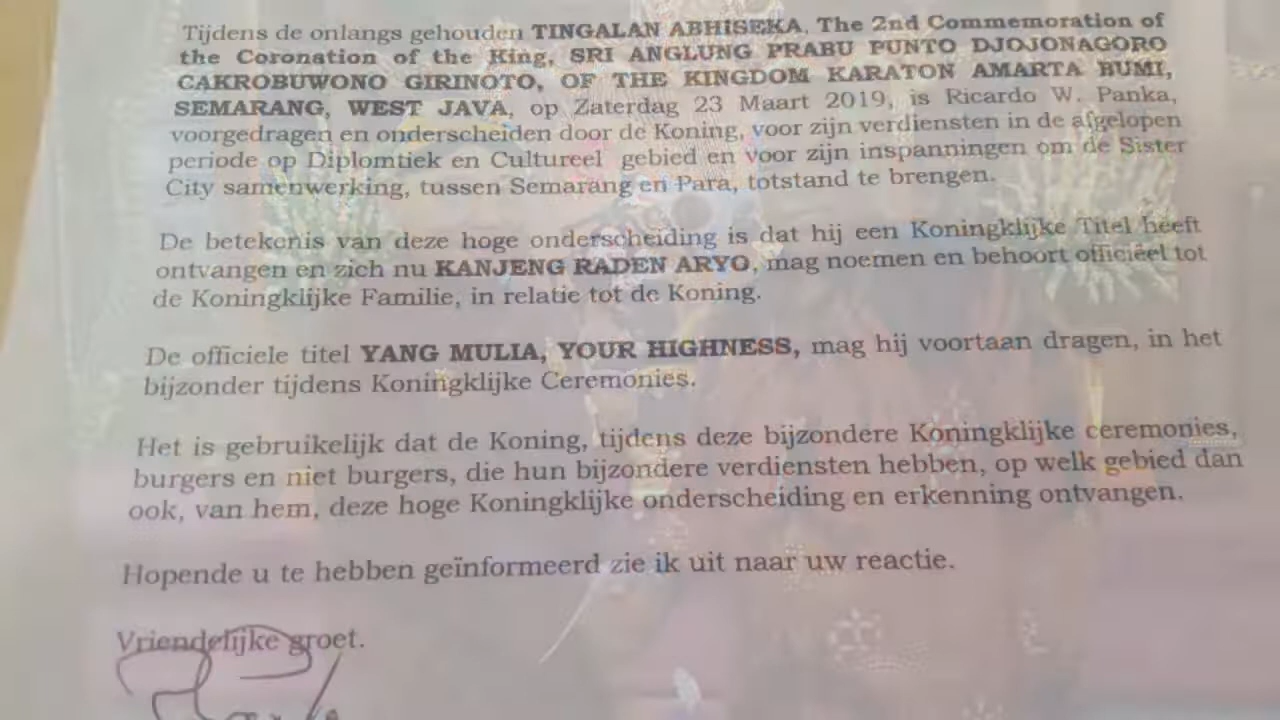 Tijdens de onlangs gehouden TINGALAN ABHISEKA, The 2nd Commemoration of
the Coronation of the King, SRI ANGLUNG PRABU PUNTO DJOJONAGORO
CAKROBUWONO GIRINOTO, OF THE KINGDOM KARATON AMARTA BUMI,
SEMARANG, WEST JAVA, op Zaterdag 23 Maart 2019, is Ricardo W. Panka,
voorgedragen en onderscheiden door de Koning, voor zijn verdiensten in de afgelopen
periode op Diplomtiek en Cultureel gebied en voor zijn inspanningen om de Sister
City samenwerking, tussen Semarang en Para, totstand te brengen.
De betekenis van deze hoge onderscheiding is dat hij een Koningklijke Titel heeft
ontvangen en zich nu KANJENG RADEN ARYO, mag noemen en behoort officiëel tot
de Koningklijke Familie, in relatie tot de Koning.
De officiele titel YANG MULIA, YOUR HIGHNESS, mag hij voortaan dragen, in het
bijzonder tijdens Koningklijke Ceremonies.
Het is gebruikelijk dat de Koning, tijdens deze bijzondere Koningklijke ceremonies,
burgers en niet burgers, die hun bijzondere verdiensten hebben, op welk gebied dan
ook, van hem, deze hoge Koningklijke onderscheiding en erkenning ontvangen.
Hopende u te hebben geïnformeerd zie ik uit naar uw reactie.
Vriendelijke groet.